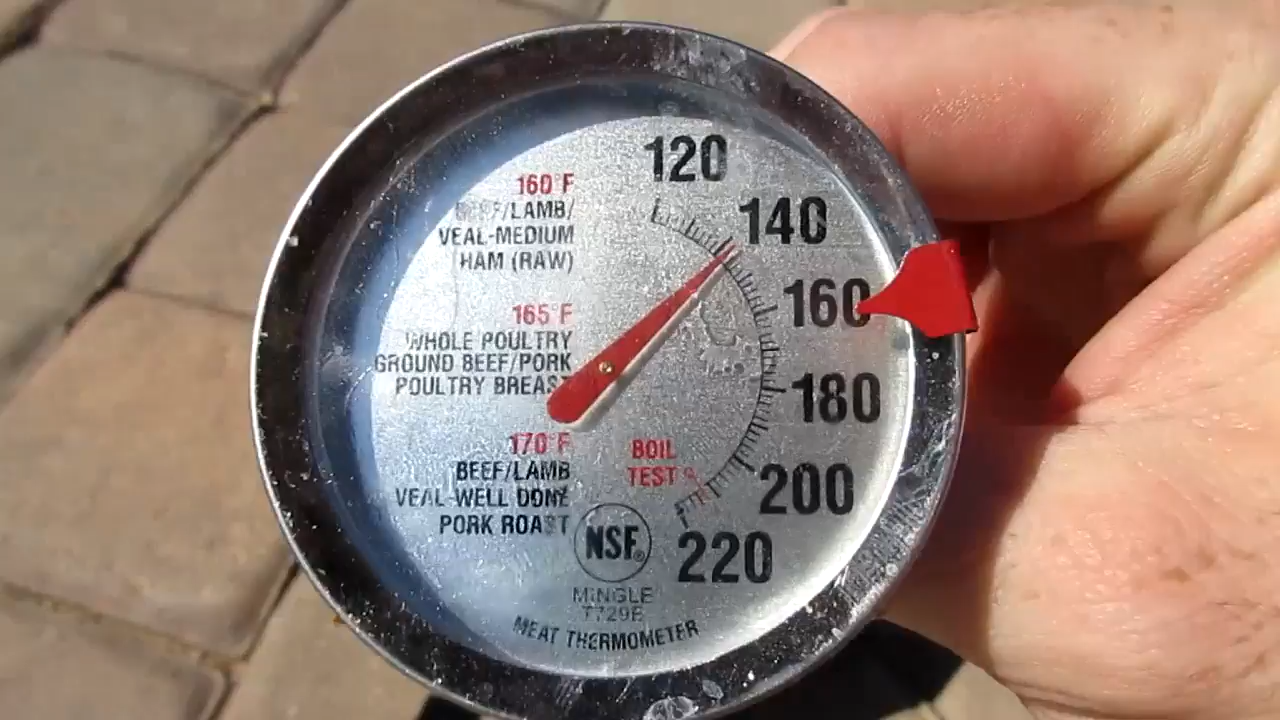 120
140
160
180
200
220
160°F
BEEF/LAMB/
VEAL-MEDIUM
HAM (RAW)
165°F
WHOLE POULTRY
GROUND BEEF/PORK
POULTRY BREAST
170°F
BEEF/LAMB
VEAL-WELL DONE
PORK ROAST
BOIL
TEST
NSF®
MINGLE
T729E
MEAT THERMOMETER